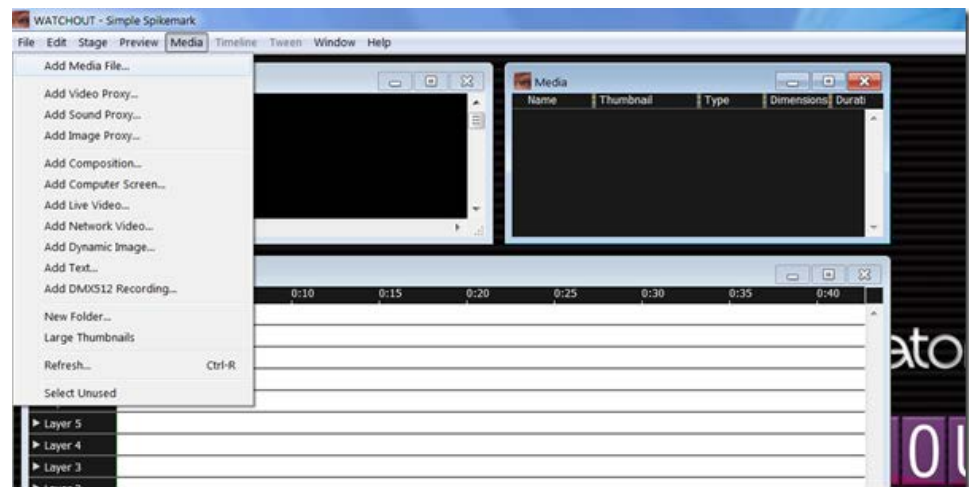 WATCHOUT - Simple Spikemark
File Edit Stage Preview Media Timeline Tween Window Help
Add Media File...
Add Video Proxy...
Add Sound Proxy...
Add Image Proxy...
Add Composition...
Add Computer Screen...
Add Live Video...
Add Network Video...
Add Dynamic Image...
Add Text...
Add DMX512 Recording...
New Folder...
Large Thumbnails
Refresh... Ctrl-R
Select Unused
Media
Name Thumbnail Type Dimensions Durati
0:10 0:15 0:20 0:25 0:30 0:35 0:40
Layer 5
Layer 4
Layer 3
ato